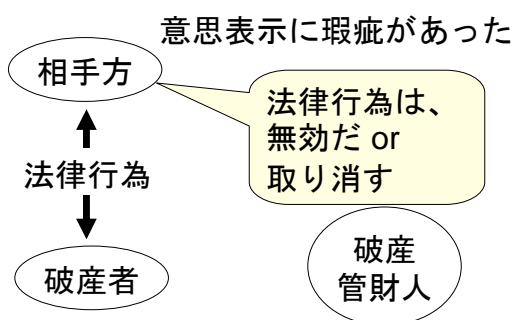 意思表示に瑕疵があった
相手方
法律行為は、
無効だ or
取り消す
法律行為
破産者
破産
管財人